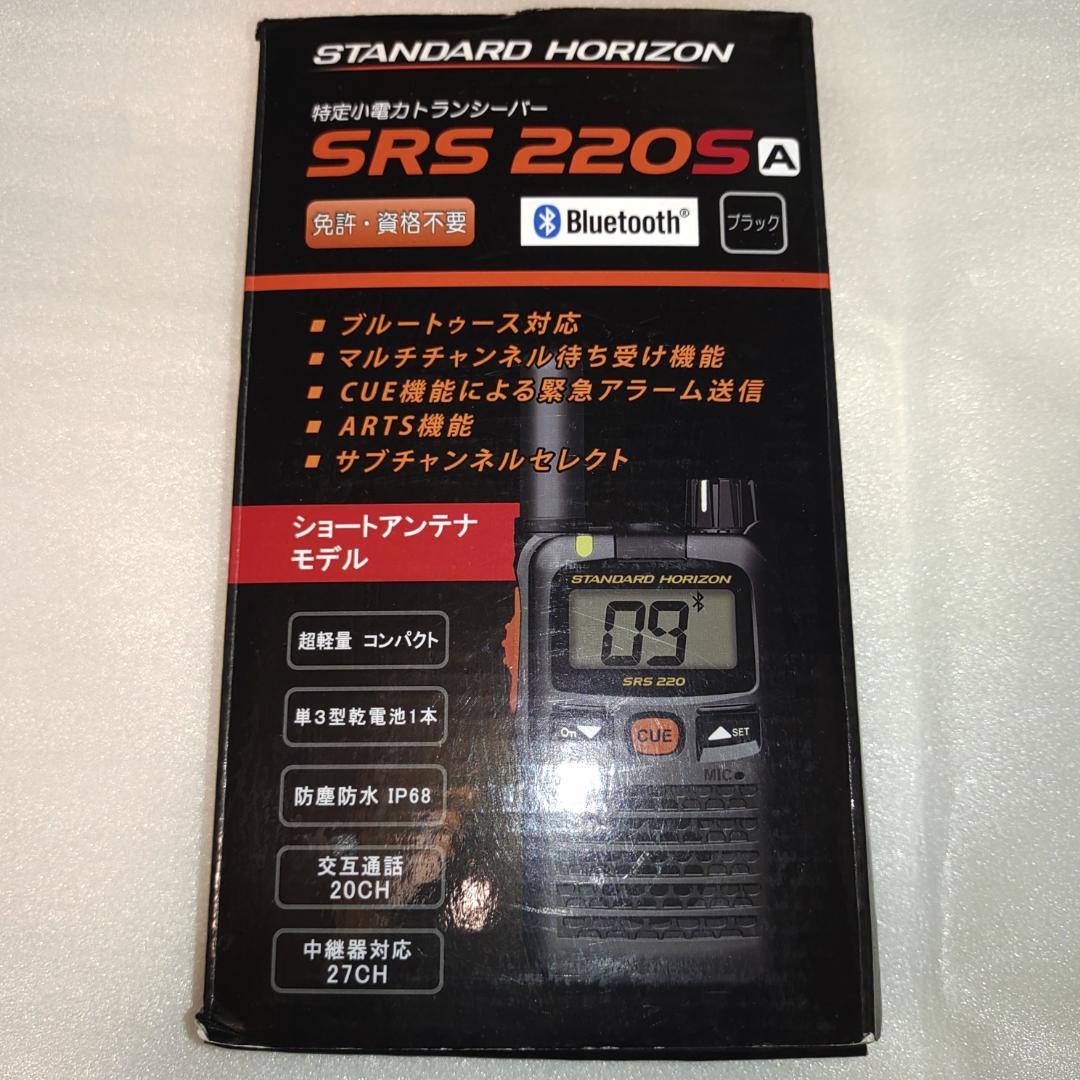 STANDARD HORIZON
特定小電力トランシーバー
SRS 220S A
免許・資格不要
Bluetooth®
ブラック
■ ブルートゥース対応
■ マルチチャンネル待ち受け機能
■ CUE機能による緊急アラーム送信
■ ARTS機能
■ サブチャンネルセレクト
ショートアンテナ
モデル
STANDARD HORIZON
09
SRS 220
超軽量 コンパクト
単3型乾電池1本
防塵防水 IP68
交互通話
20CH
中継器対応
27CH
▼
CUE
▲ SET
MIC